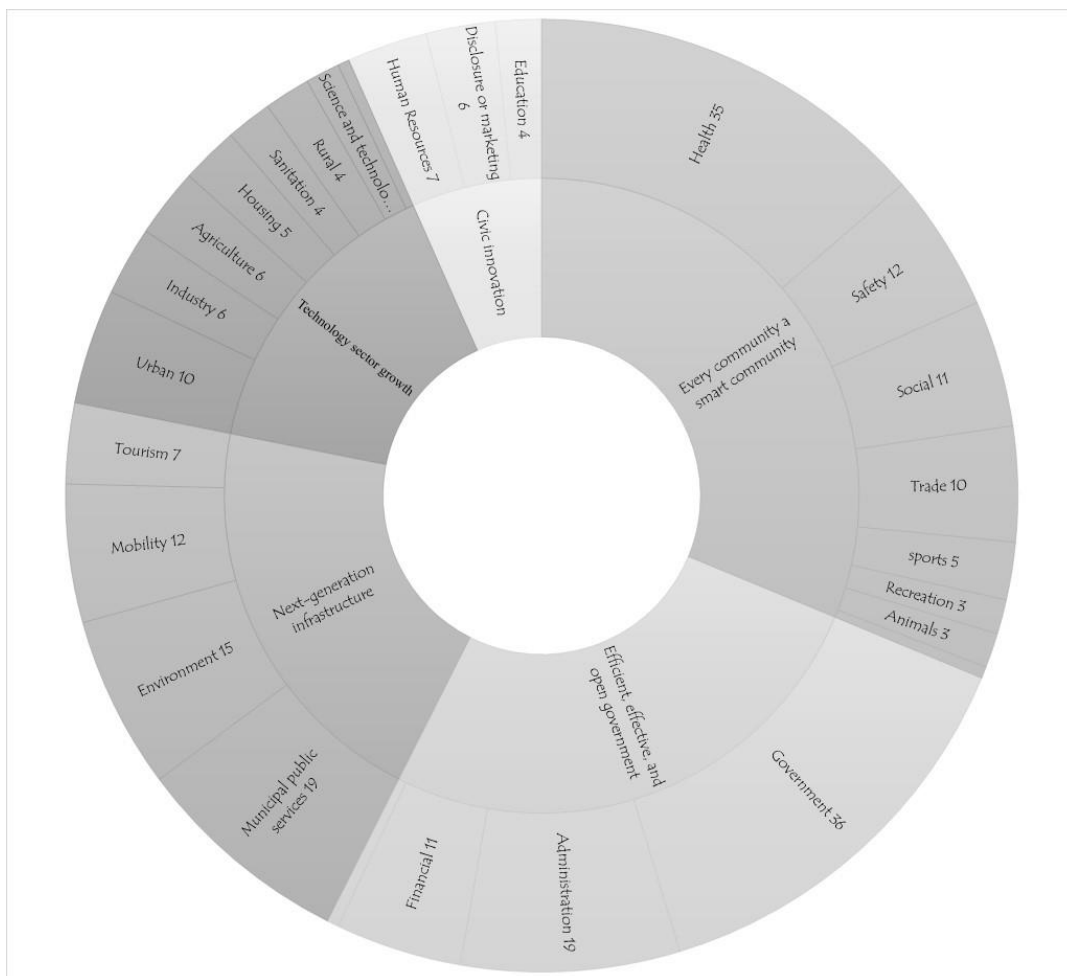 Health 35
Safety 12
Social 11
Trade 10
sports 5
Recreation 3
Animals 3
Every community a
smart community
Government 36
Administration 19
Financial 11
Efficient, effective, and
open government
Municipal public
services 19
Environment 15
Mobility 12
Tourism 7
Next-generation
infrastructure
Urban 10
Industry 6
Agriculture 6
Housing 5
Sanitation 4
Rural 4
Science and technolo…
Technology sector growth
Human Resources 7
Disclosure or marketing
6
Education 4
Civic innovation